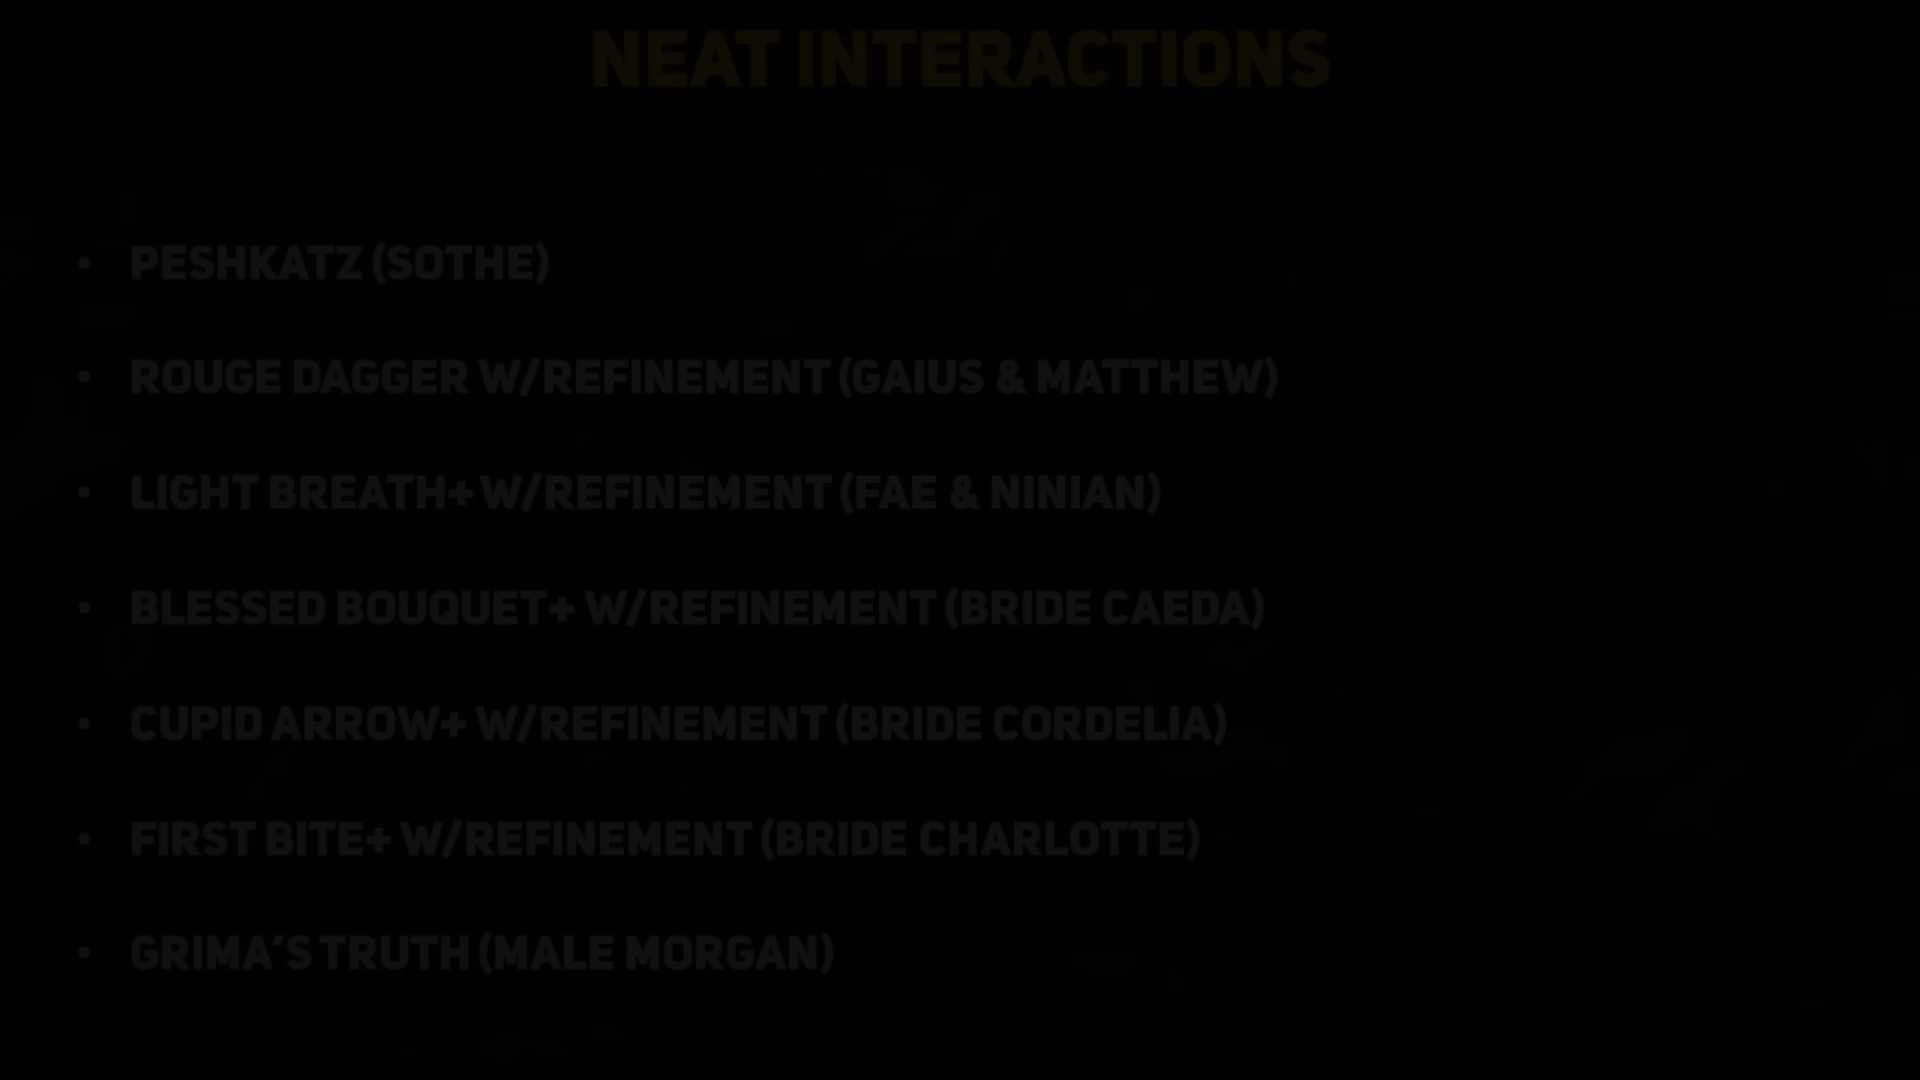 NEAT INTERACTIONS
• PESHKATZ (SOTHE)
• ROUGE DAGGER W/REFINEMENT (GAIUS & MATTHEW)
• LIGHT BREATH+ W/REFINEMENT (FAE & NINIAN)
• BLESSED BOUQUET+ W/REFINEMENT (BRIDE CAEDA)
• CUPID ARROW+ W/REFINEMENT (BRIDE CORDELIA)
• FIRST BITE+ W/REFINEMENT (BRIDE CHARLOTTE)
• GRIMA'S TRUTH (MALE MORGAN)